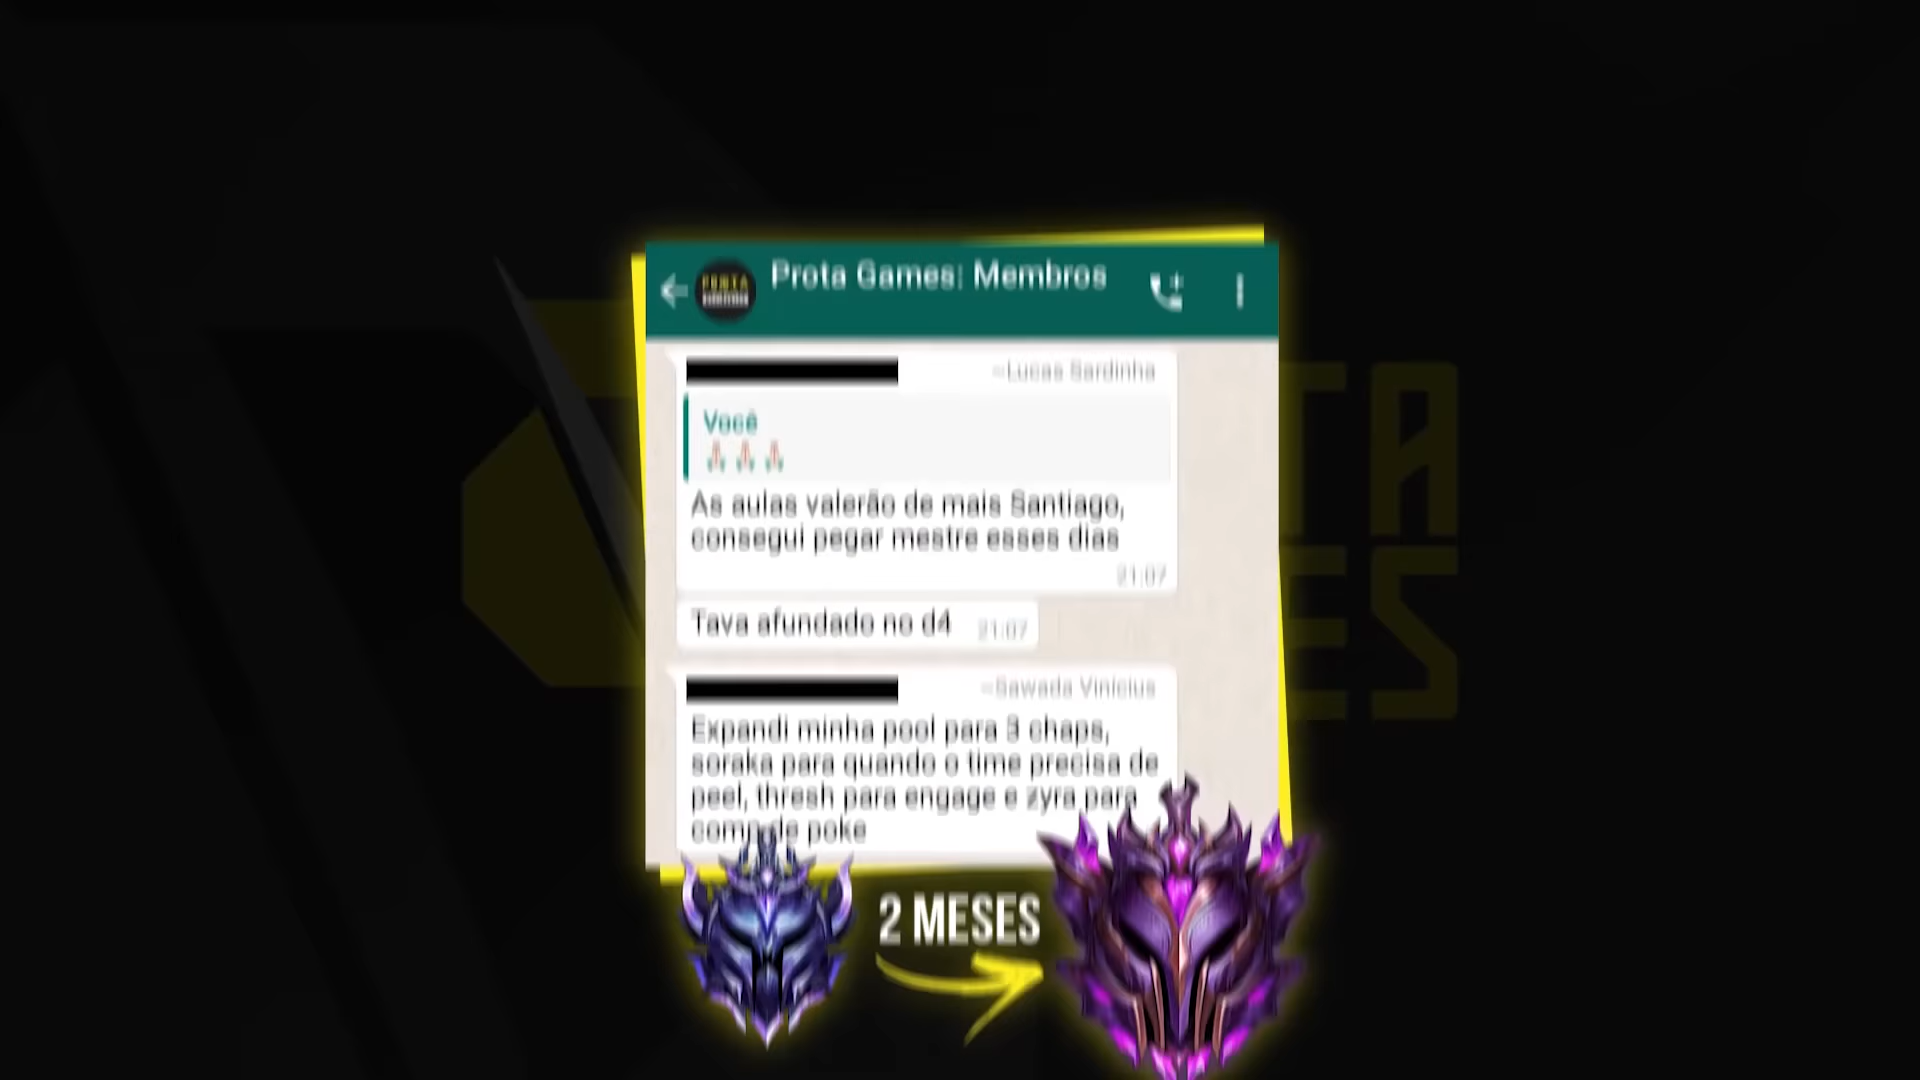 Prota Games: Membros
PROTA
~Lucas Sardinha
Você
As aulas valerão de mais Santiago,
consegui pegar mestre esses dias
21:07
Tava afundado no d4 21:07
~Sawada Vinicius
Expandi minha pool para 3 chaps,
soraka para quando o time precisa de
peel, thresh para engage e zyra para
comp de poke
2 MESES